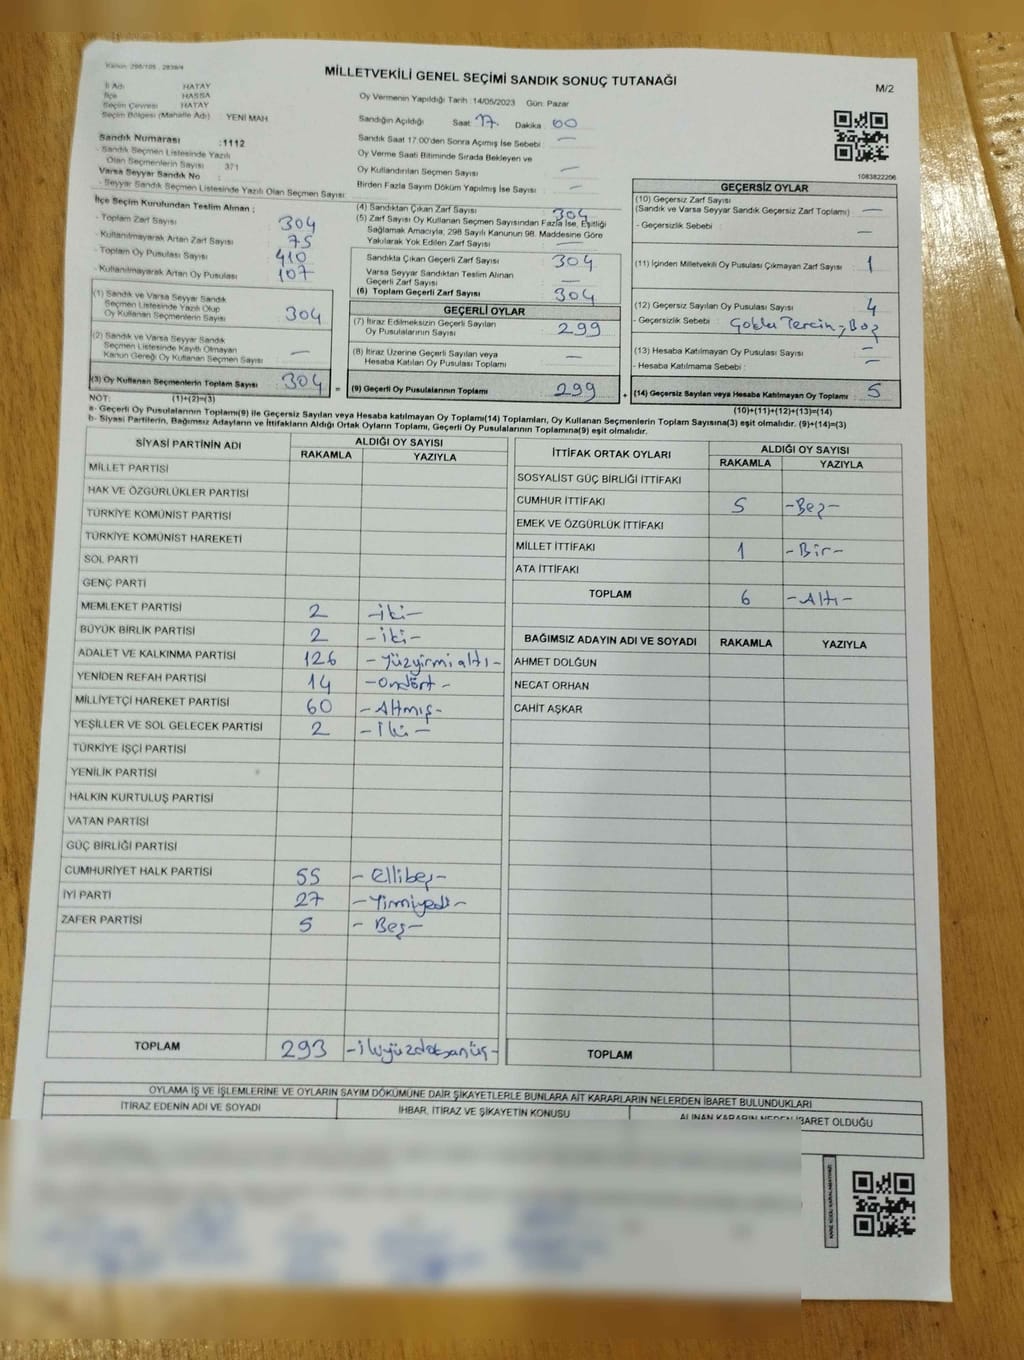 Kanun: 298/105 , 2839/4
MİLLETVEKİLİ GENEL SEÇİMİ SANDIK SONUÇ TUTANAĞI
M/2
İl Adı HATAY
İlçe HASSA
Seçim Çevresi HATAY
Seçim Bölgesi (Mahalle Adı) YENİ MAH
Sandık Numarası :1112
- Sandık Seçmen Listesinde Yazılı
Olan Seçmenlerin Sayısı : 371
Varsa Seyyar Sandık No :
- Seyyar Sandık Seçmen Listesinde Yazılı Olan Seçmen Sayısı:
Oy Vermenin Yapıldığı Tarih :14/05/2023 Gün: Pazar
Sandığın Açıldığı Saat 17. Dakika 00
Sandık Saat 17:00'den Sonra Açılmış İse Sebebi : —
Oy Verme Saati Bitiminde Sırada Bekleyen ve
Oy Kullandırılan Seçmen Sayısı : —
Birden Fazla Sayım Döküm Yapılmış İse Sayısı : —
1083822206
İlçe Seçim Kurulundan Teslim Alınan ;
- Toplam Zarf Sayısı : 304
- Kullanılmayarak Artan Zarf Sayısı : 75
- Toplam Oy Pusulası Sayısı : 410
- Kullanılmayarak Artan Oy Pusulası : 107
(1) Sandık ve Varsa Seyyar Sandık
Seçmen Listesinde Yazılı Olup
Oy Kullanan Seçmenlerin Sayısı : 304
(2) Sandık ve Varsa Seyyar Sandık
Seçmen Listesinde Kayıtlı Olmayan
Kanun Gereği Oy Kullanan Seçmen Sayısı : —
(3) Oy Kullanan Seçmenlerin Toplam Sayısı : 304 =
(4) Sandıktan Çıkan Zarf Sayısı : 304
(5) Zarf Sayısı Oy Kullanan Seçmen Sayısından Fazla İse, Eşitliği
Sağlamak Amacıyla, 298 Sayılı Kanunun 98. Maddesine Göre
Yakılarak Yok Edilen Zarf Sayısı : —
Sandıkta Çıkan Geçerli Zarf Sayısı : 304
Varsa Seyyar Sandıktan Teslim Alınan
Geçerli Zarf Sayısı : —
(6) Toplam Geçerli Zarf Sayısı : 304
GEÇERLİ OYLAR
(7) İtiraz Edilmeksizin Geçerli Sayılan
Oy Pusulalarının Sayısı : 299
(8) İtiraz Üzerine Geçerli Sayılan veya
Hesaba Katılan Oy Pusulası Toplamı : —
(9) Geçerli Oy Pusulalarının Toplamı : 299 +
GEÇERSİZ OYLAR
(10) Geçersiz Zarf Sayısı
(Sandık ve Varsa Seyyar Sandık Geçersiz Zarf Toplamı) : —
- Geçersizlik Sebebi : —
(11) İçinden Milletvekili Oy Pusulası Çıkmayan Zarf Sayısı : 1
(12) Geçersiz Sayılan Oy Pusulası Sayısı : 4
- Geçersizlik Sebebi : Çoklu Tercih, Boş
(13) Hesaba Katılmayan Oy Pusulası Sayısı : —
- Hesaba Katılmama Sebebi : —
(14) Geçersiz Sayılan veya Hesaba Katılmayan Oy Toplamı : 5
NOT: (1)+(2)=(3)
(10)+(11)+(12)+(13)=(14)
a- Geçerli Oy Pusulalarının Toplamı(9) ile Geçersiz Sayılan veya Hesaba katılmayan Oy Toplamı(14) Toplamları, Oy Kullanan Seçmenlerin Toplam Sayısına(3) eşit olmalıdır. (9)+(14)=(3)
b- Siyasi Partilerin, Bağımsız Adayların ve İttifakların Aldığı Ortak Oyların Toplamı, Geçerli Oy Pusulalarının Toplamına(9) eşit olmalıdır.
SİYASİ PARTİNİN ADI ALDIĞI OY SAYISI
RAKAMLA YAZIYLA
MİLLET PARTİSİ
HAK VE ÖZGÜRLÜKLER PARTİSİ
TÜRKİYE KOMÜNİST PARTİSİ
TÜRKİYE KOMÜNİST HAREKETİ
SOL PARTİ
GENÇ PARTİ
MEMLEKET PARTİSİ 2 -iki-
BÜYÜK BİRLİK PARTİSİ 2 -iki-
ADALET VE KALKINMA PARTİSİ 126 -Yüzyirmialtı-
YENİDEN REFAH PARTİSİ 14 -ondört-
MİLLİYETÇİ HAREKET PARTİSİ 60 -Altmış-
YEŞİLLER VE SOL GELECEK PARTİSİ 2 -İki-
TÜRKİYE İŞÇİ PARTİSİ
YENİLİK PARTİSİ
HALKIN KURTULUŞ PARTİSİ
VATAN PARTİSİ
GÜÇ BİRLİĞİ PARTİSİ
CUMHURİYET HALK PARTİSİ 55 -ellibeş-
İYİ PARTİ 27 -Yirmiyedi-
ZAFER PARTİSİ 5 -Beş-
TOPLAM 293 -ikiyüzdoksanüç-
İTTİFAK ORTAK OYLARI ALDIĞI OY SAYISI
RAKAMLA YAZIYLA
SOSYALİST GÜÇ BİRLİĞİ İTTİFAKI
CUMHUR İTTİFAKI 5 -Beş-
EMEK VE ÖZGÜRLÜK İTTİFAKI
MİLLET İTTİFAKI 1 -Bir-
ATA İTTİFAKI
TOPLAM 6 -Altı-
BAĞIMSIZ ADAYIN ADI VE SOYADI RAKAMLA YAZIYLA
AHMET DOLĞUN
NECAT ORHAN
CAHİT AŞKAR
TOPLAM
OYLAMA İŞ VE İŞLEMLERİNE VE OYLARIN SAYIM DÖKÜMÜNE DAİR ŞİKAYETLERLE BUNLARA AİT KARARLARIN NELERDEN İBARET BULUNDUKLARI
İTİRAZ EDENİN ADI VE SOYADI İHBAR, İTİRAZ VE ŞİKAYETİN KONUSU ALINAN KARARIN NEDEN İBARET OLDUĞU